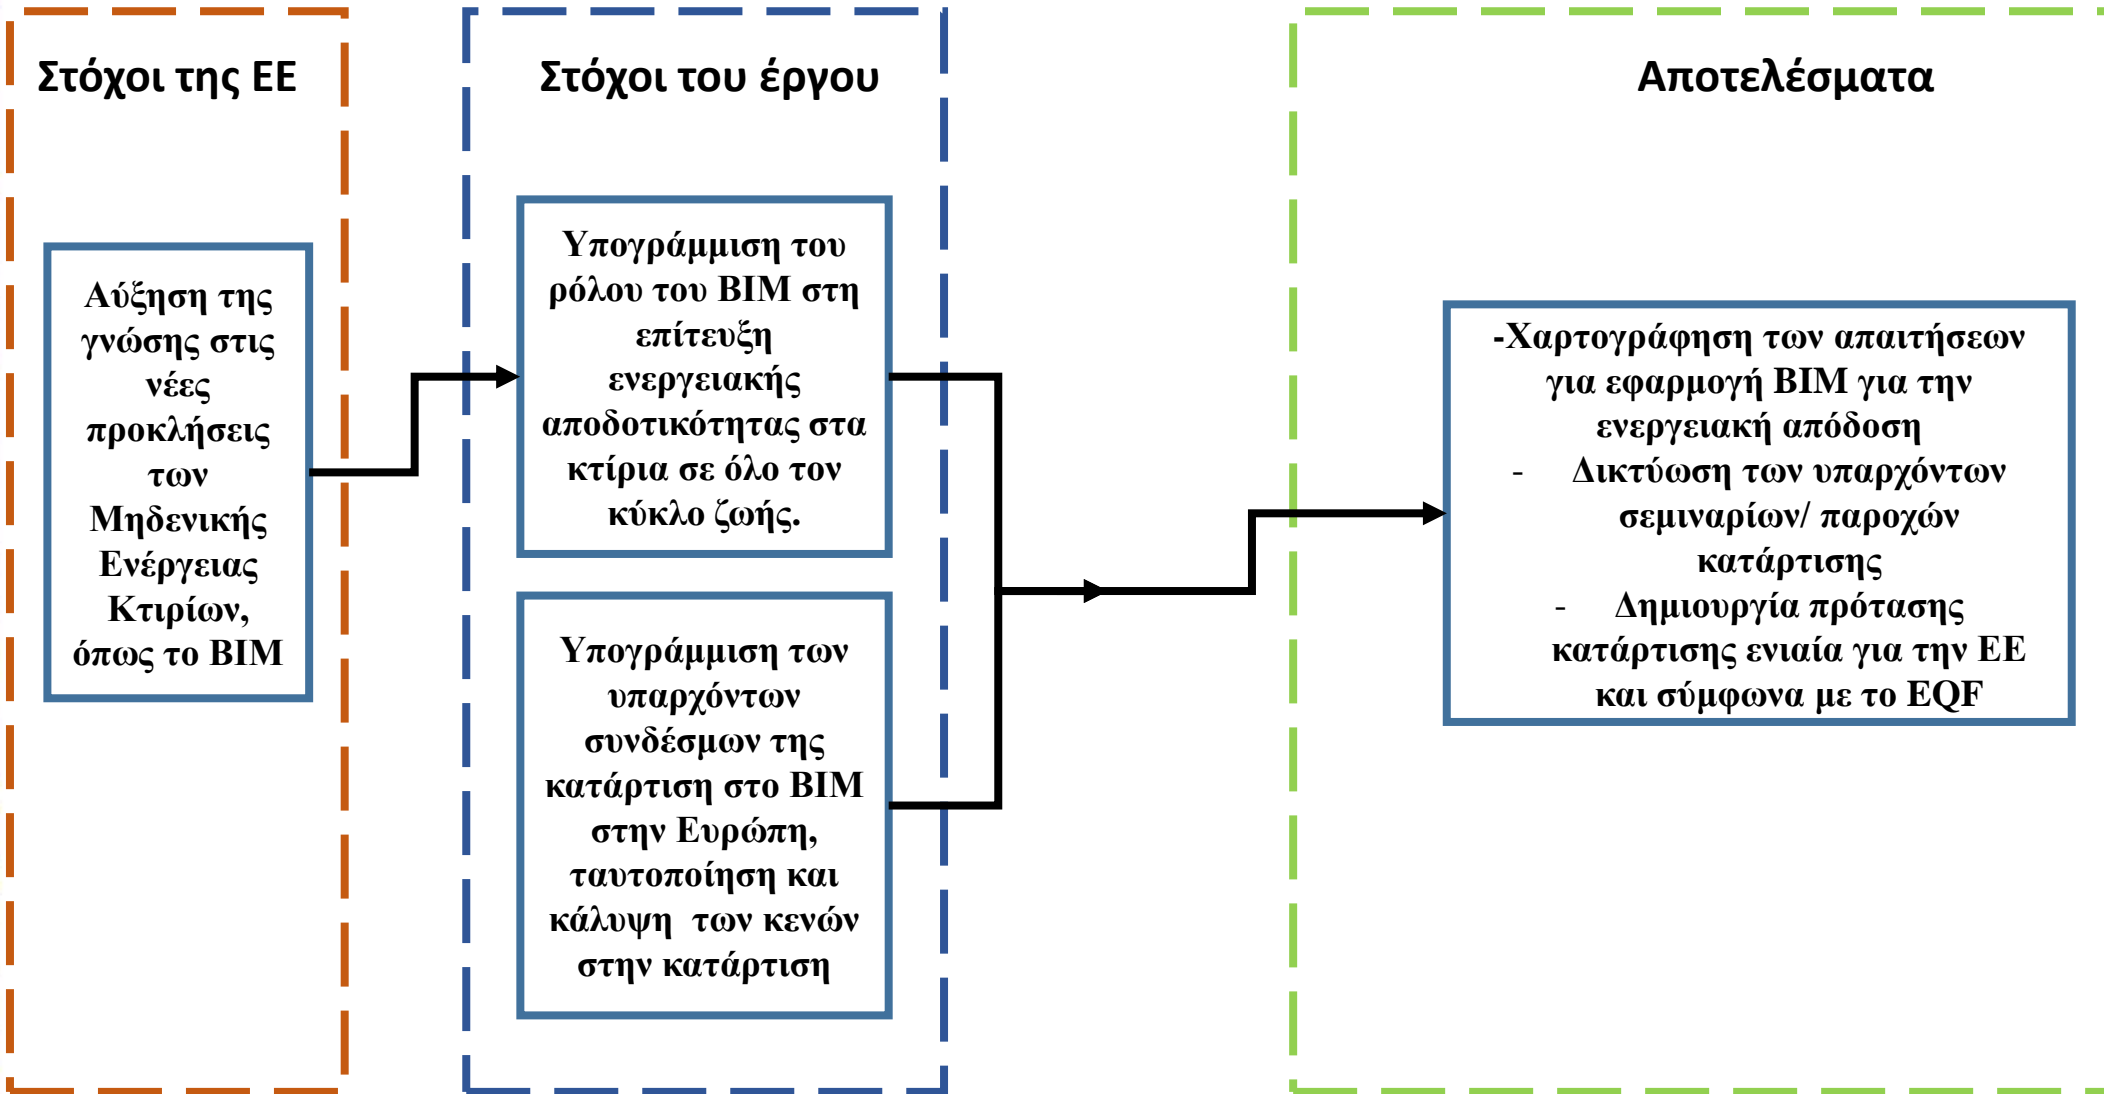 Στόχοι της ΕΕ
Αύξηση της
γνώσης στις
νέες
προκλήσεις
των
Μηδενικής
Ενέργειας
Κτιρίων,
όπως το BIM
Στόχοι του έργου
Υπογράμμιση του
ρόλου του BIM στη
επίτευξη
ενεργειακής
αποδοτικότητας στα
κτίρια σε όλο τον
κύκλο ζωής.
Υπογράμμιση των
υπαρχόντων
συνδέσμων της
κατάρτιση στο BIM
στην Ευρώπη,
ταυτοποίηση και
κάλυψη των κενών
στην κατάρτιση
Αποτελέσματα
-Χαρτογράφηση των απαιτήσεων
για εφαρμογή BIM για την
ενεργειακή απόδοση
- Δικτύωση των υπαρχόντων
σεμιναρίων/ παροχών
κατάρτισης
- Δημιουργία πρότασης
κατάρτισης ενιαία για την ΕΕ
και σύμφωνα με το EQF